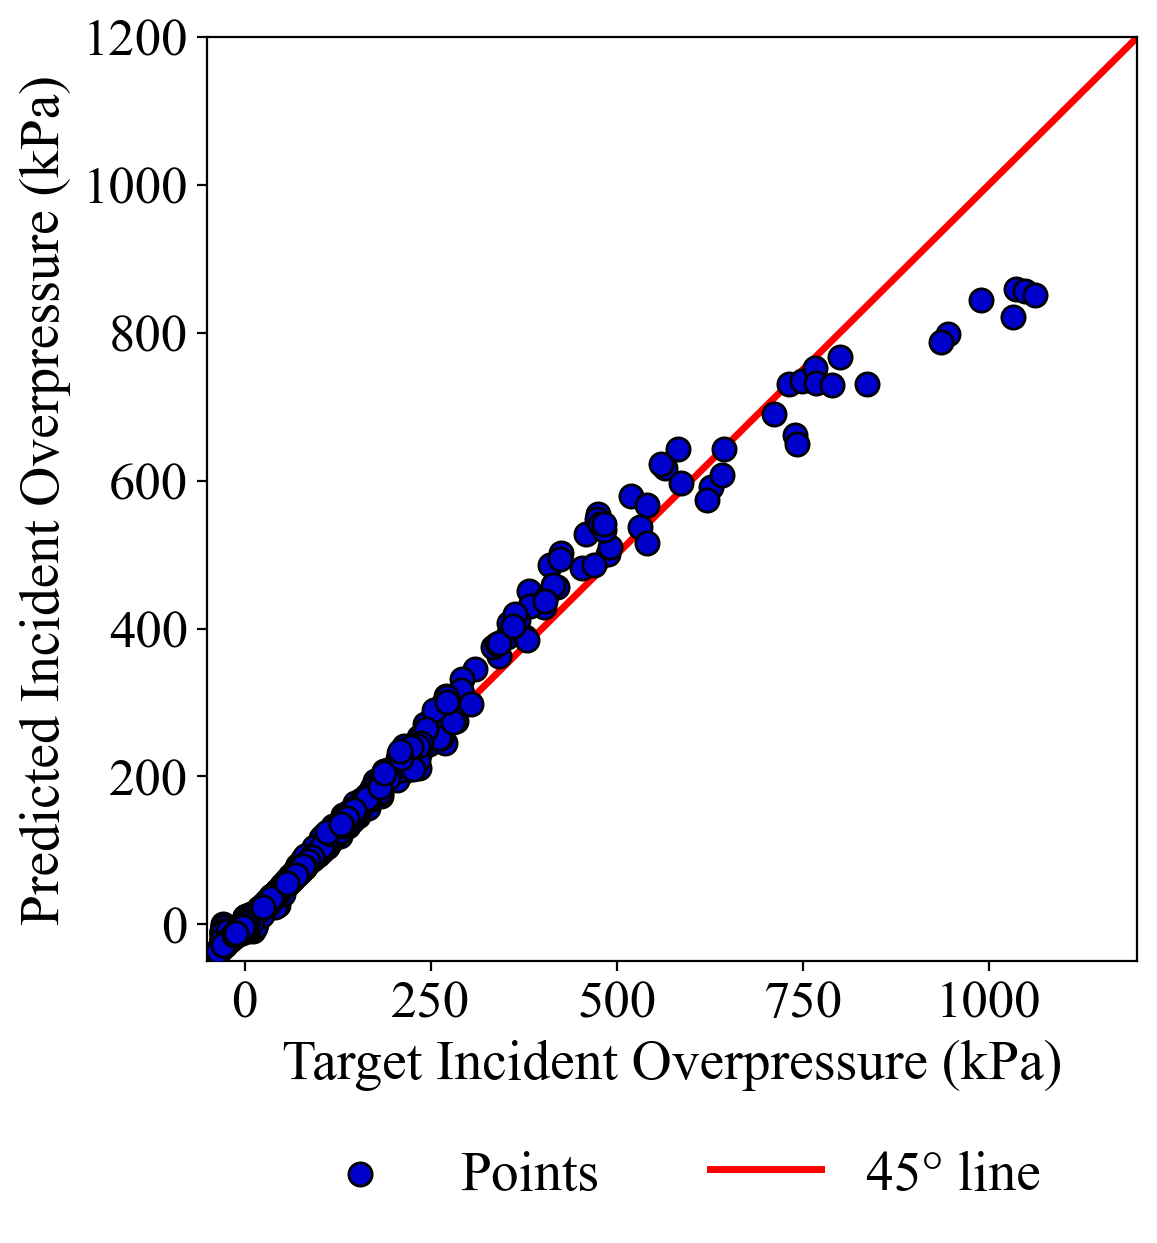 1200
1000
800
600
400
200
0
Predicted Incident Overpressure (kPa)
0 250 500 750 1000
Target Incident Overpressure (kPa)
Points 45° line